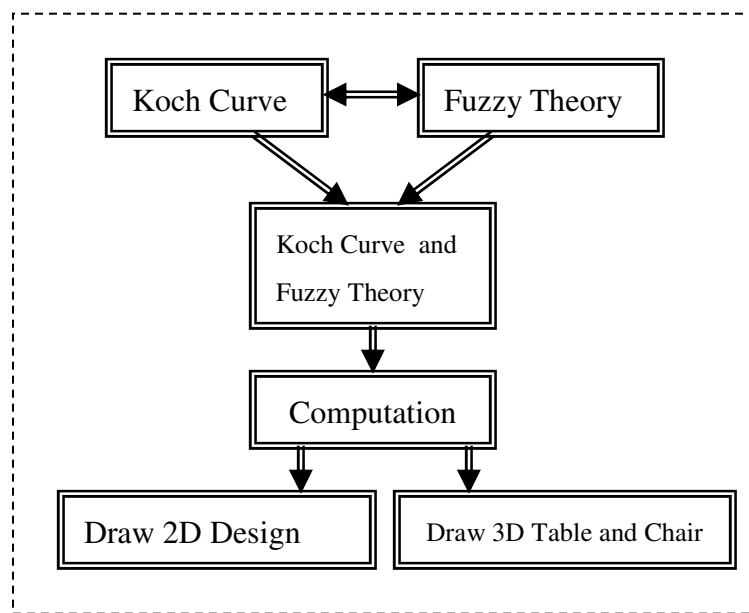 Koch Curve
Fuzzy Theory
Koch Curve and
Fuzzy Theory
Computation
Draw 2D Design
Draw 3D Table and Chair